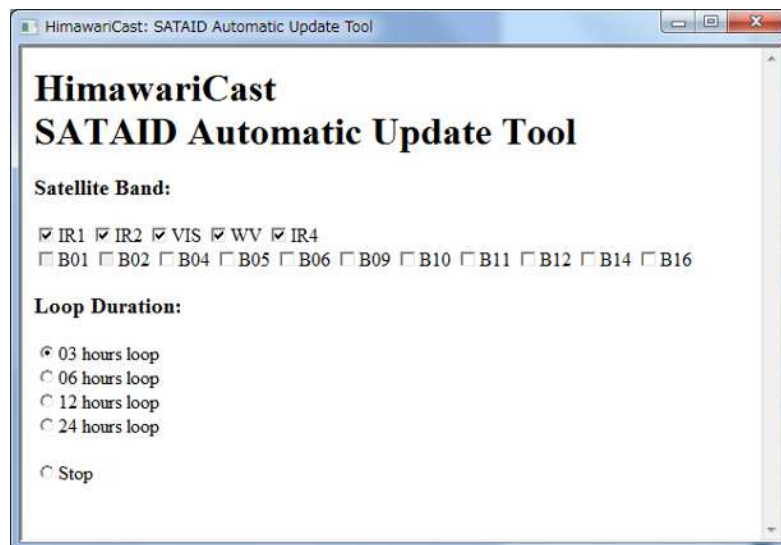 HimawariCast: SATAID Automatic Update Tool
HimawariCast
SATAID Automatic Update Tool
Satellite Band:
IR1 IR2 VIS WV IR4
B01 B02 B04 B05 B06 B09 B10 B11 B12 B14 B16
Loop Duration:
03 hours loop
06 hours loop
12 hours loop
24 hours loop
Stop